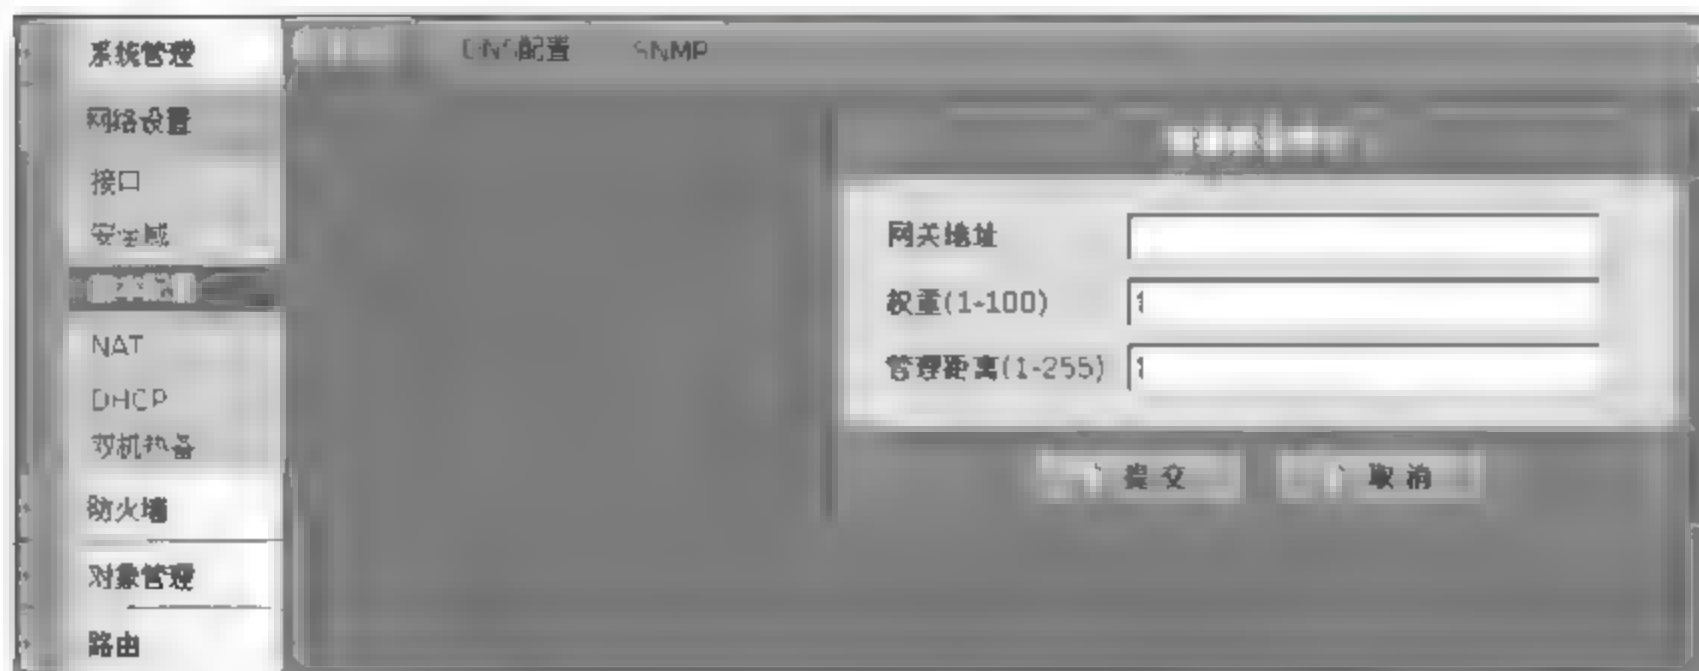 系统管理
网络设置
接口
安全域
NAT
DHCP
双机热备
防火墙
对象管理
路由
DNS配置 SNMP
网关地址
权重(1-100) 1
管理距离(1-255) 1
提交 取消